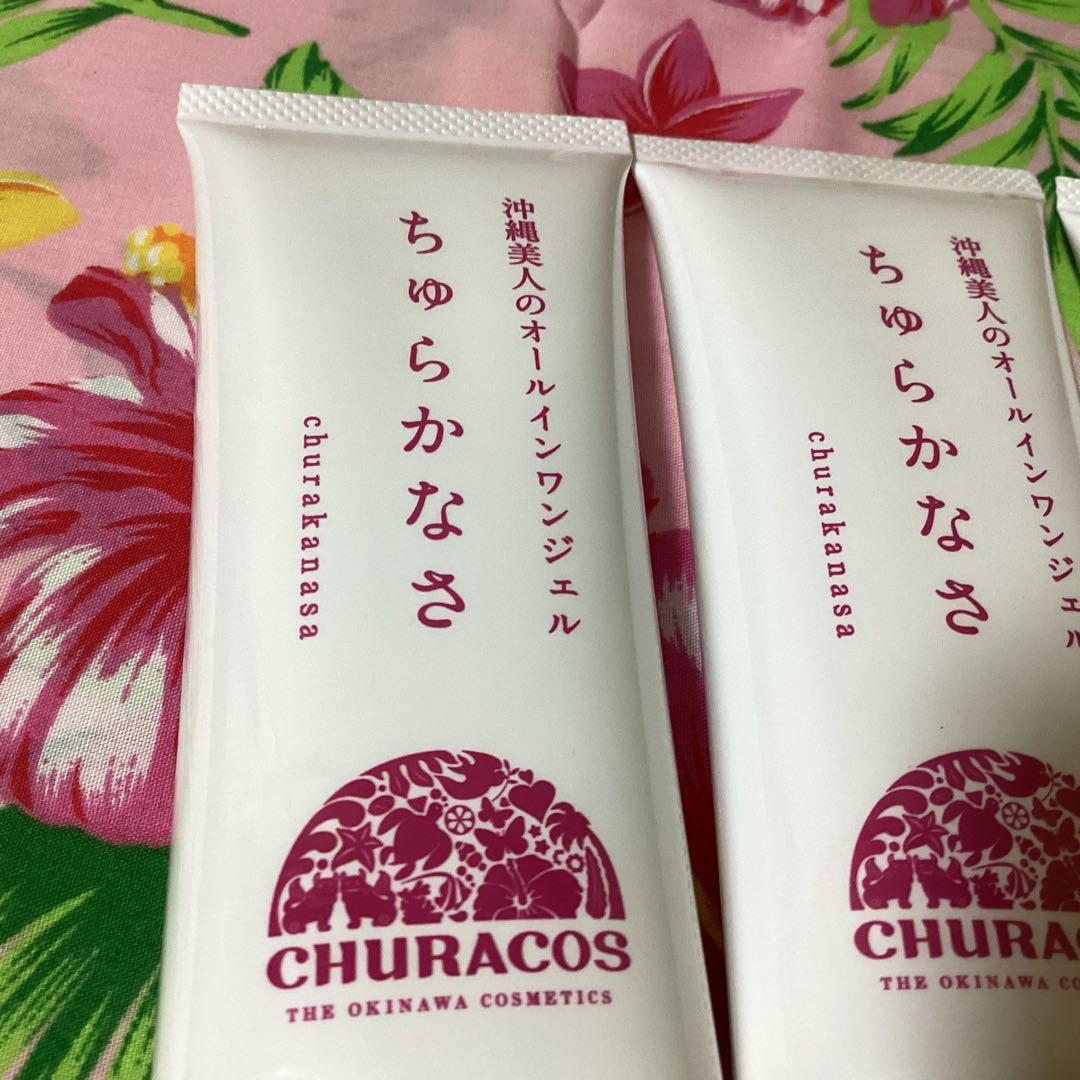 沖縄美人のオールインワンジェル
ちゅらかなさ
churakanasa
CHURACOS
THE OKINAWA COSMETICS
沖縄美人のオールインワンジェル
ちゅらかなさ
churakanasa
CHURAC
THE OKINAWA CO